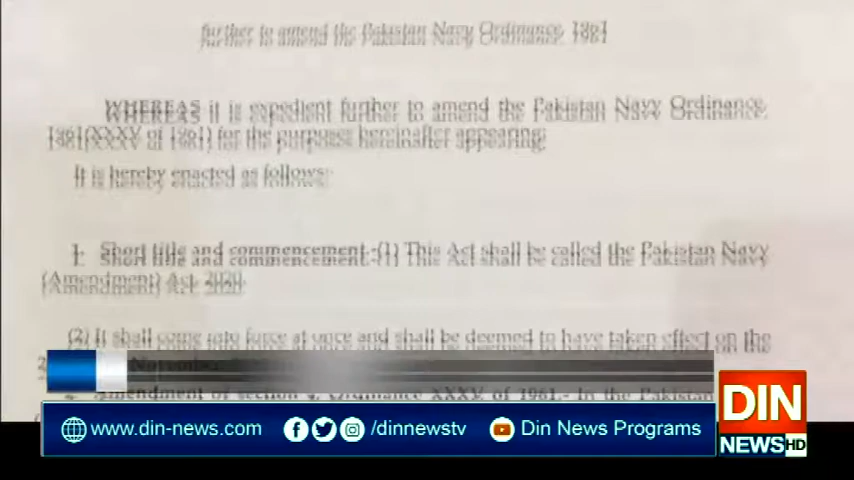 further to amend the Pakistan Navy Ordinance, 1961
WHEREAS it is expedient further to amend the Pakistan Navy Ordinance,
1961(XXXV of 1961) for the purposes hereinafter appearing;
It is hereby enacted as follows:
1. Short title and commencement.-(1) This Act shall be called the Pakistan Navy
(Amendment) Act, 2020
(2) It shall come into force at once and shall be deemed to have taken effect on the
November
2. Amendment of section 4, Ordinance XXXV of 1961.- In the Pakistan
www.din-news.com
/dinnewstv
Din News Programs
DIN
NEWS HD